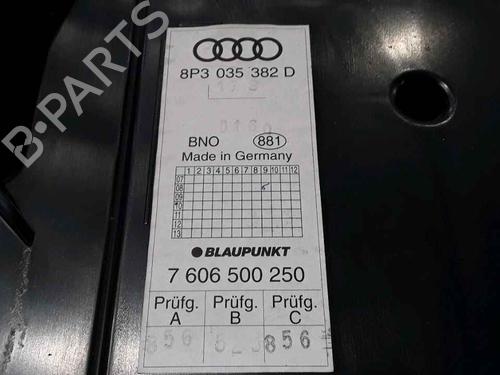 8P3 035 382 D
BNO 881
Made in Germany
1 2 3 4 5 6 7 8 9 10 11 12
07
08
09
10
11
12
13
BLAUPUNKT
7 606 500 250
Prüfg. Prüfg. Prüfg.
A B C
856 856
B-PARTS